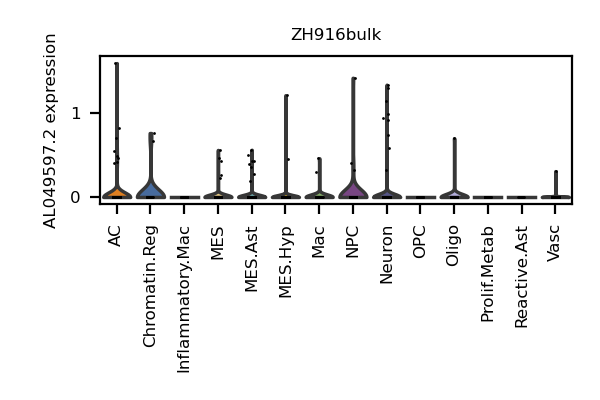 ZH916bulk
AL049597.2 expression
1
0
AC
Chromatin.Reg
Inflammatory.Mac
MES
MES.Ast
MES.Hyp
Mac
NPC
Neuron
OPC
Oligo
Prolif.Metab
Reactive.Ast
Vasc